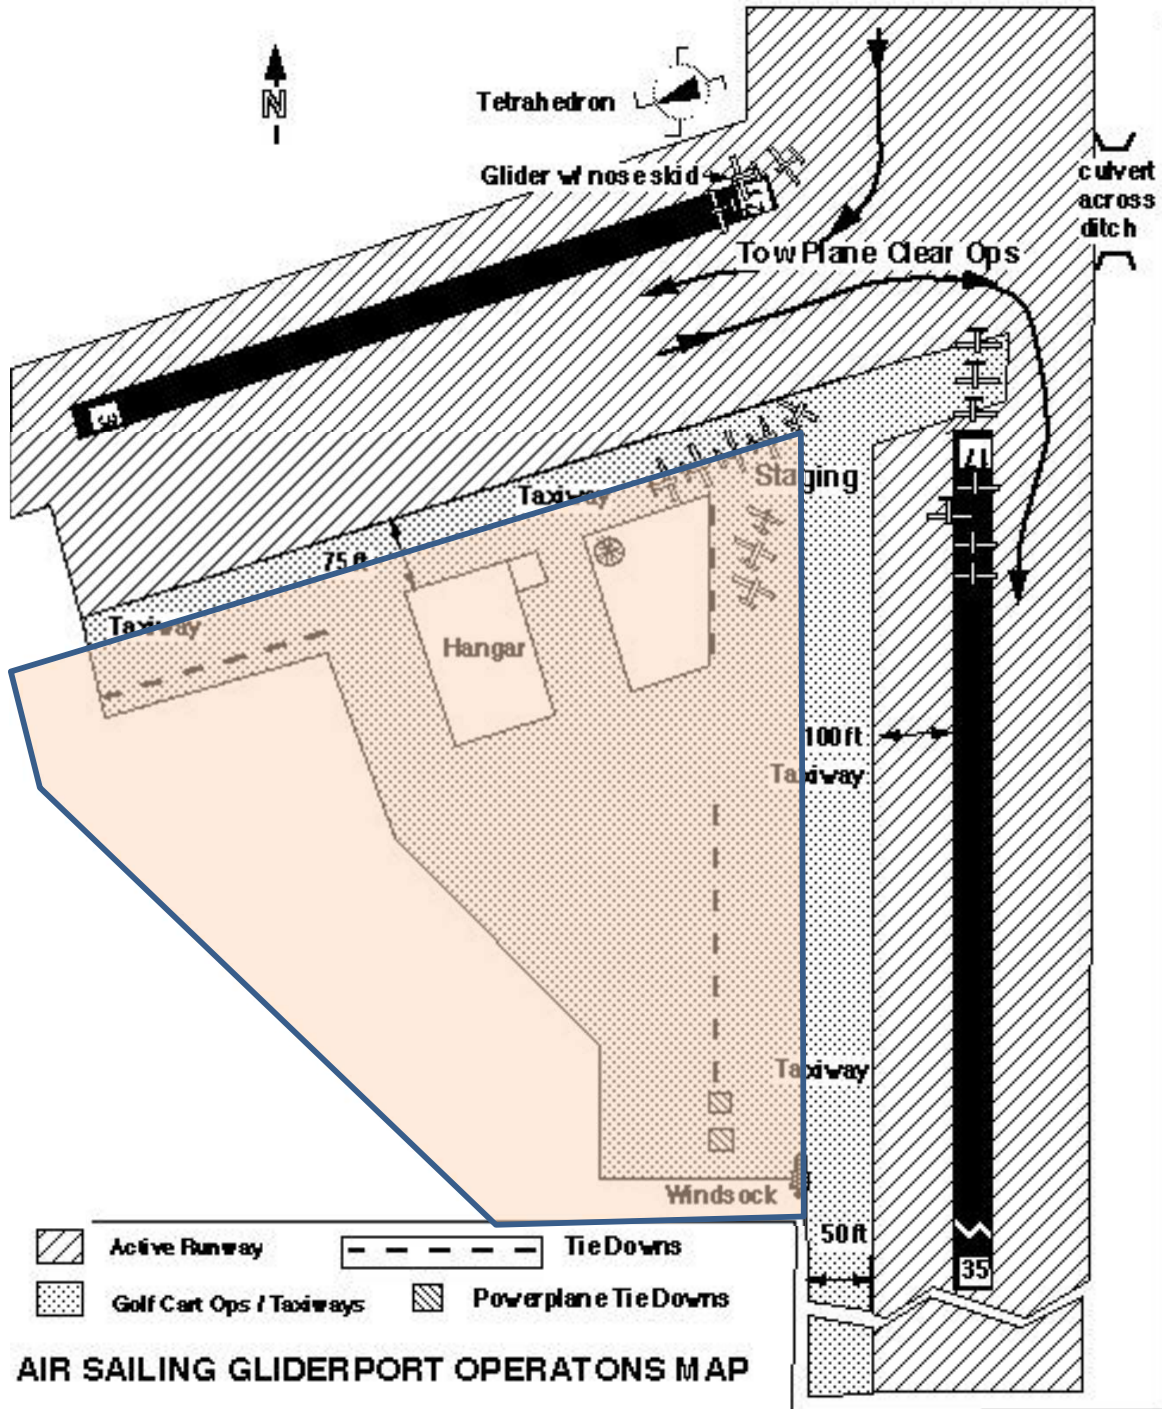 N
Tetrahedron
Glider w/ nose skid
culvert
across
ditch
Tow Plane Clear Ops
17
Staging
Taxiway
75 ft
Taxiway
Hangar
100 ft
Taxiway
Taxiway
Windsock
50 ft
35
Active Runway
Tie Downs
Golf Cart Ops / Taxiways
Powerplane Tie Downs
AIR SAILING GLIDERPORT OPERATONS MAP